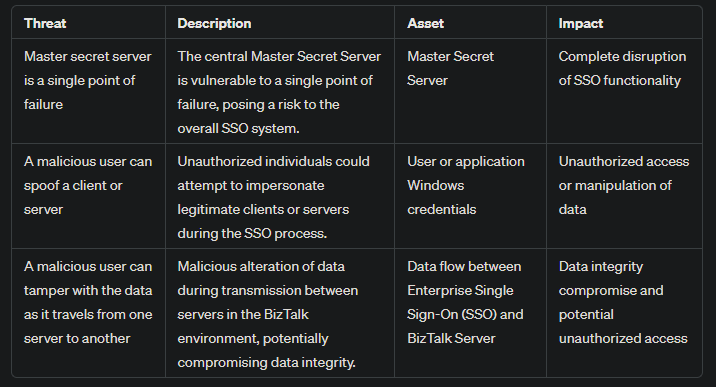 Threat Description Asset Impact
Master secret server
is a single point of
failure
The central Master Secret Server
is vulnerable to a single point of
failure, posing a risk to the
overall SSO system.
Master Secret
Server
Complete disruption
of SSO functionality
A malicious user can
spoof a client or
server
Unauthorized individuals could
attempt to impersonate
legitimate clients or servers
during the SSO process.
User or application
Windows
credentials
Unauthorized access
or manipulation of
data
A malicious user can
tamper with the data
as it travels from one
server to another
Malicious alteration of data
during transmission between
servers in the BizTalk
environment, potentially
compromising data integrity.
Data flow between
Enterprise Single
Sign-On (SSO) and
BizTalk Server
Data integrity
compromise and
potential
unauthorized access